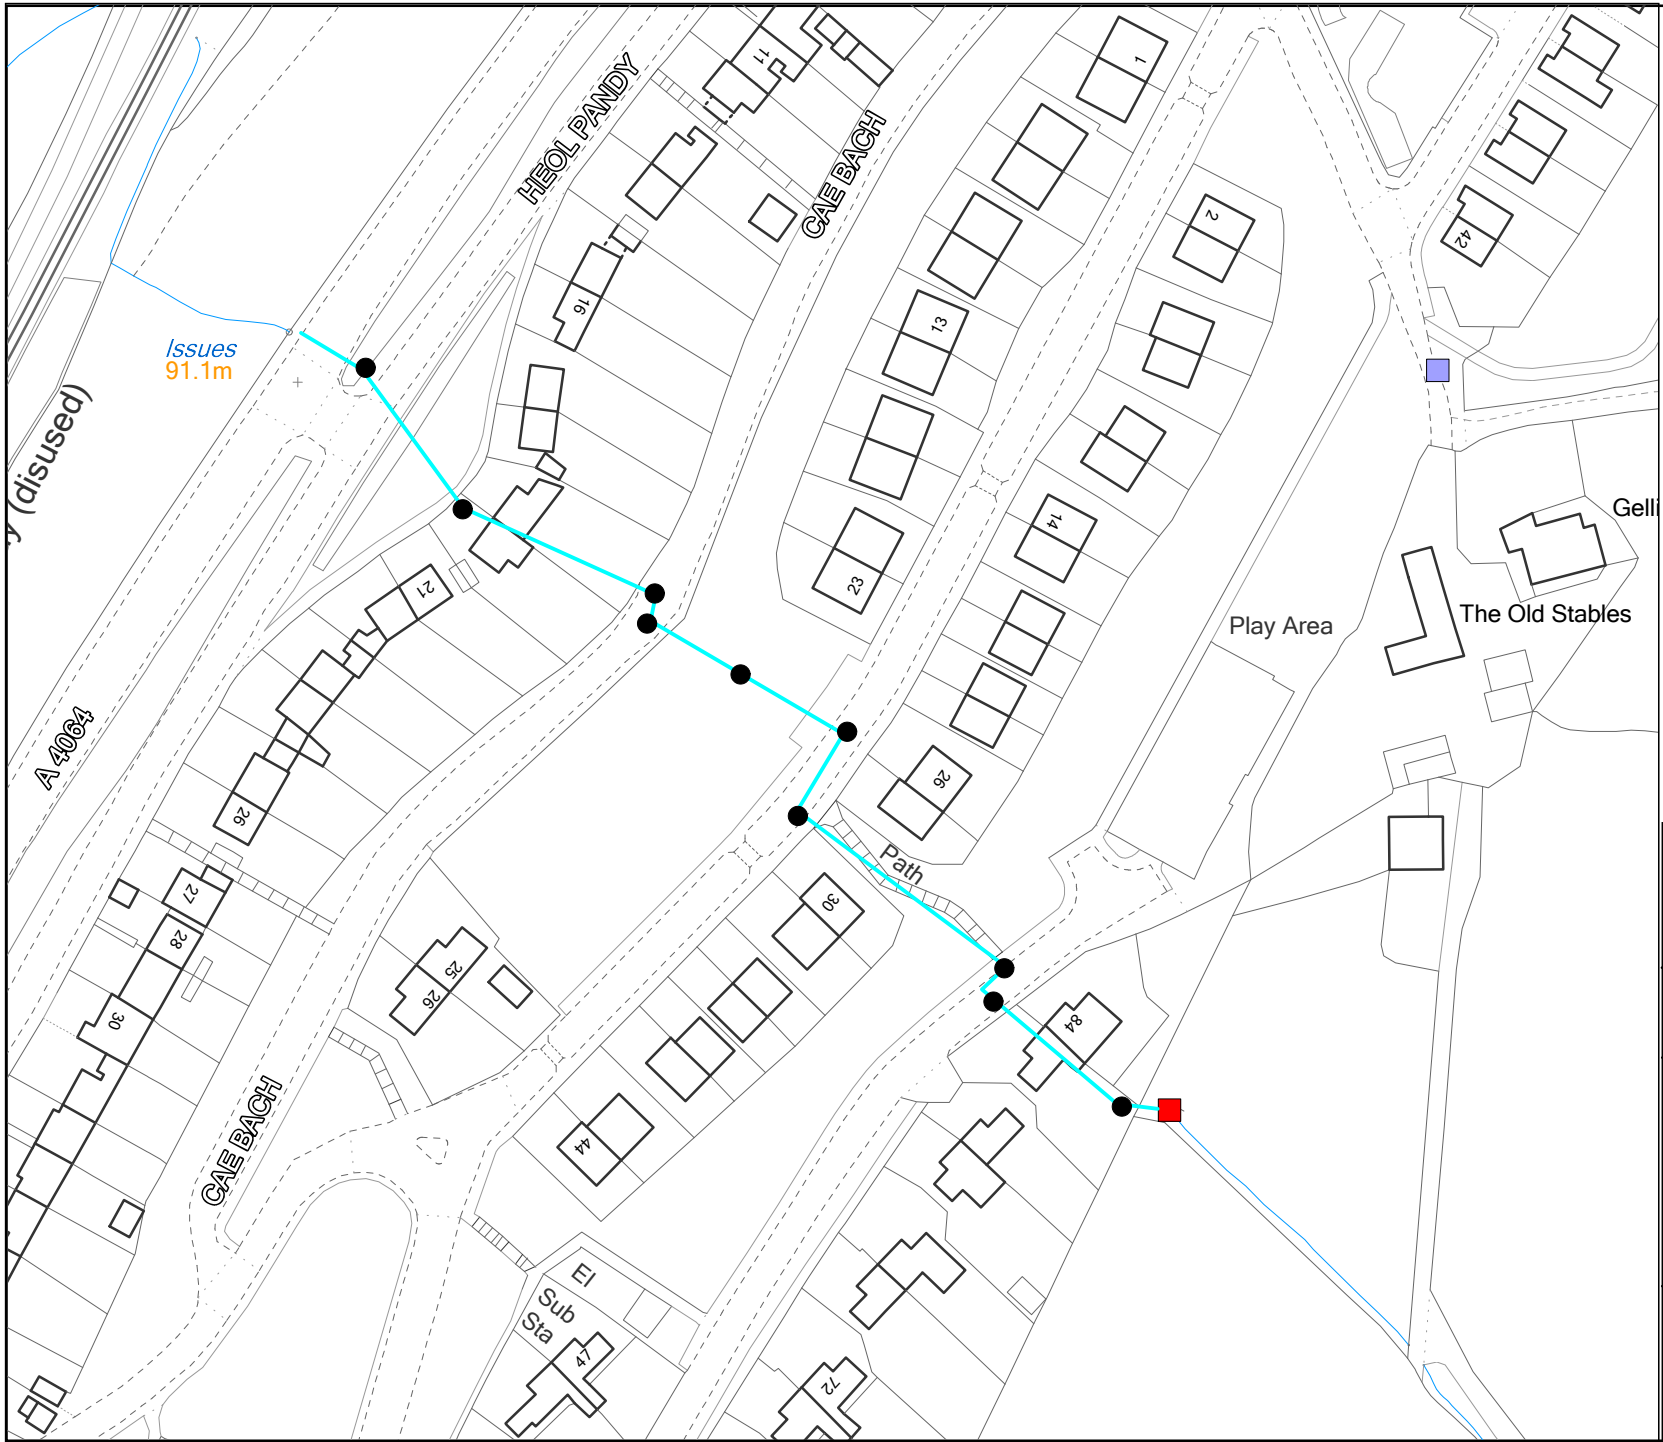 11
HEOL PANDY
CAE BACH
1
2
42
16
13
Issues
91.1m
y (disused)
14
23
21
Gelli
The Old Stables
Play Area
A 4064
26
26
Path
27
28
30
30
25
26
84
44
CAE BACH
El
Sub
Sta
47
72